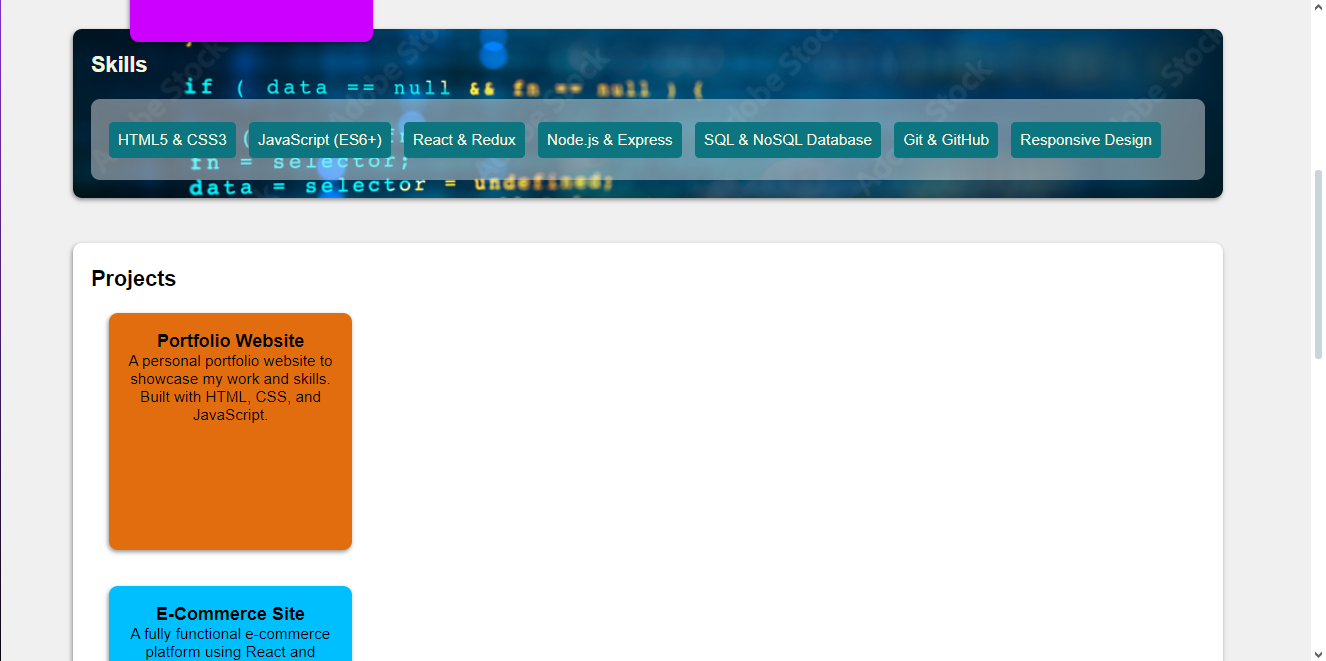 Skills
if ( data == null && fn == null ) {
HTML5 & CSS3 JavaScript (ES6+) React & Redux Node.js & Express SQL & NoSQL Database Git & GitHub Responsive Design
fn = selector;
data = selector = undefined;
Adobe Stock
Projects
Portfolio Website
A personal portfolio website to
showcase my work and skills.
Built with HTML, CSS, and
JavaScript.
E-Commerce Site
A fully functional e-commerce
platform using React and